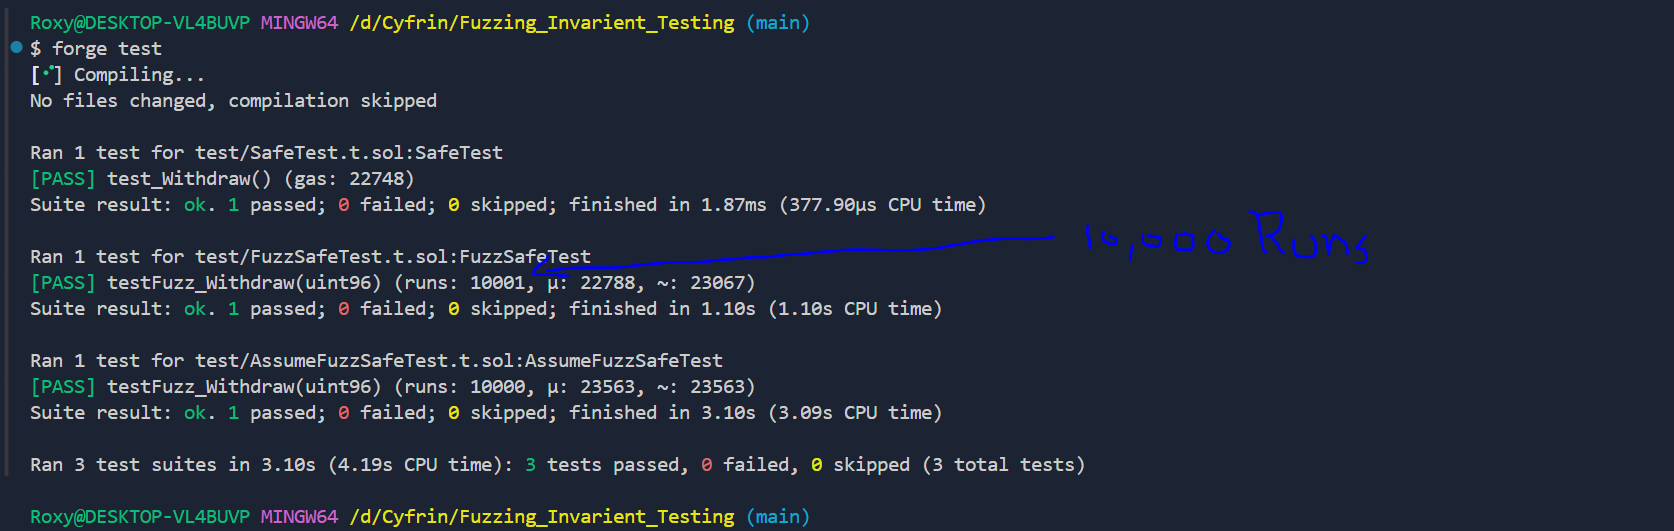 Roxy@DESKTOP-VL4BUVP MINGW64 /d/Cyfrin/Fuzzing_Invarient_Testing (main)
$ forge test
[⠊] Compiling...
No files changed, compilation skipped
Ran 1 test for test/SafeTest.t.sol:SafeTest
[PASS] test_Withdraw() (gas: 22748)
Suite result: ok. 1 passed; 0 failed; 0 skipped; finished in 1.87ms (377.90µs CPU time)
10,000 Runs
Ran 1 test for test/FuzzSafeTest.t.sol:FuzzSafeTest
[PASS] testFuzz_Withdraw(uint96) (runs: 10001, μ: 22788, ~: 23067)
Suite result: ok. 1 passed; 0 failed; 0 skipped; finished in 1.10s (1.10s CPU time)
Ran 1 test for test/AssumeFuzzSafeTest.t.sol:AssumeFuzzSafeTest
[PASS] testFuzz_Withdraw(uint96) (runs: 10000, μ: 23563, ~: 23563)
Suite result: ok. 1 passed; 0 failed; 0 skipped; finished in 3.10s (3.09s CPU time)
Ran 3 test suites in 3.10s (4.19s CPU time): 3 tests passed, 0 failed, 0 skipped (3 total tests)
Roxy@DESKTOP-VL4BUVP MINGW64 /d/Cyfrin/Fuzzing_Invarient_Testing (main)